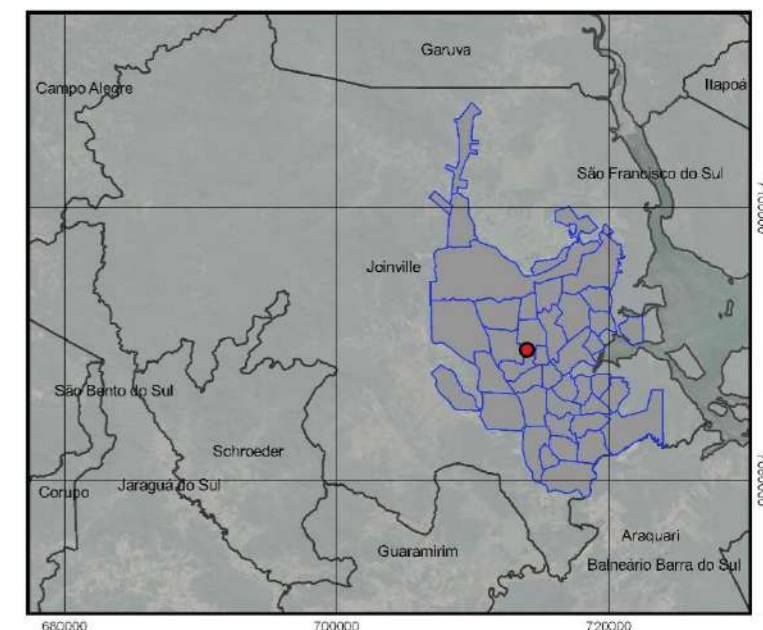 Garuva
Campo Alegre
Itapoá
São Francisco do Sul
Joinville
São Bento do Sul
Schroeder
Corupo
Jaraguá do Sul
Araquari
Guaramirim
Balneário Barra do Sul
680000
700000
720000